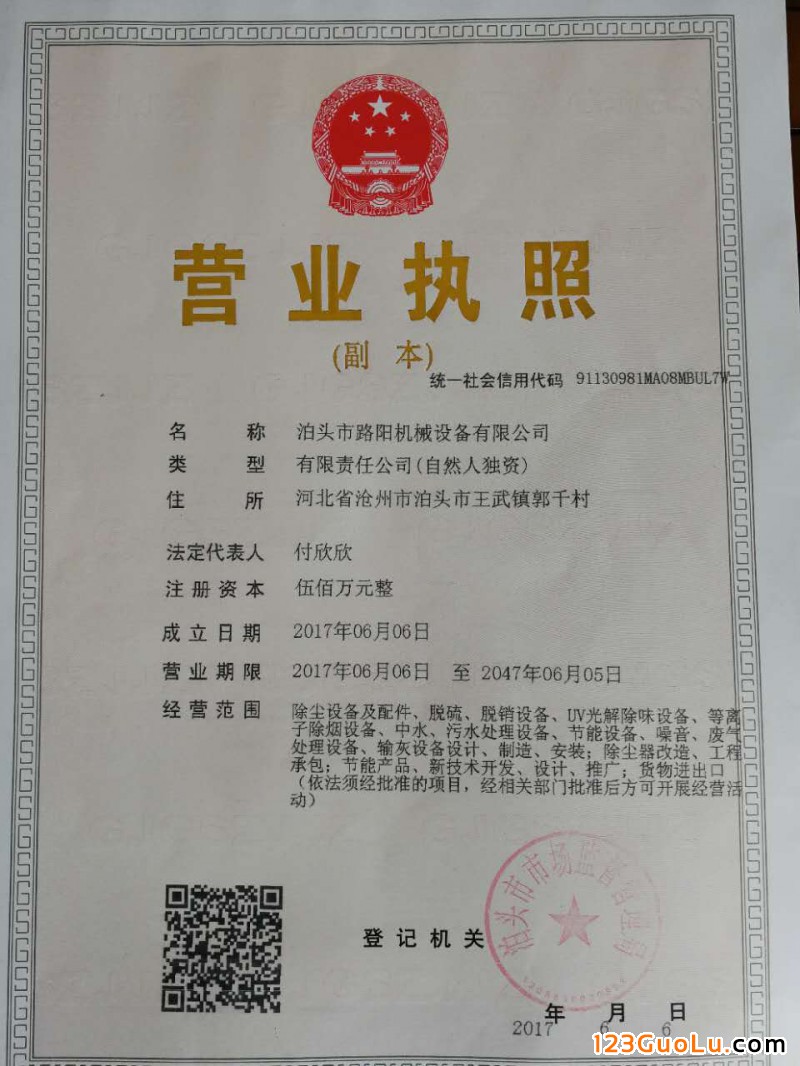 营业执照
(副 本)
统一社会信用代码 91130981MA08MBUL7W
名称 泊头市路阳机械设备有限公司
类型 有限责任公司(自然人独资)
住所 河北省沧州市泊头市王武镇郭千村
法定代表人 付欣欣
注册资本 伍佰万元整
成立日期 2017年06月06日
营业期限 2017年06月06日 至 2047年06月05日
经营范围 除尘设备及配件、脱硫、脱销设备、UV光解除味设备、等离
子除烟设备、中水、污水处理设备、节能设备、噪音、废气
处理设备、输灰设备设计、制造、安装;除尘器改造、工程
承包;节能产品、新技术开发、设计、推广;货物进出口
(依法须经批准的项目,经相关部门批准后方可开展经营活
动)
泊头市市场监督管理局
登记机关
年 月 日
2017 6 6
123GuoLu.com